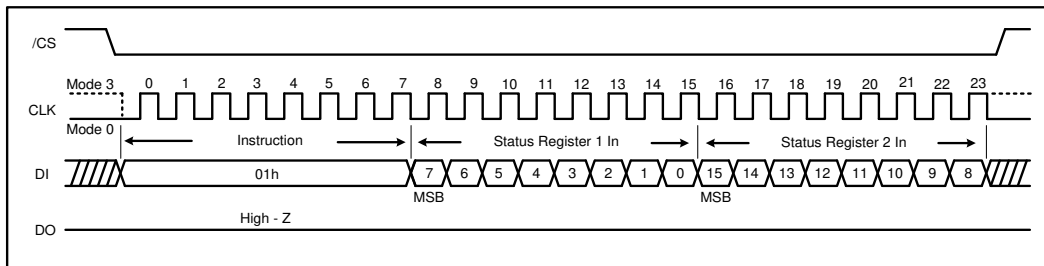 /CS
Mode 3
0 1 2 3 4 5 6 7 8 9 10 11 12 13 14 15 16 17 18 19 20 21 22 23
CLK
Mode 0
Instruction Status Register 1 In Status Register 2 In
DI 01h 7 6 5 4 3 2 1 0 15 14 13 12 11 10 9 8
MSB MSB
High - Z
DO